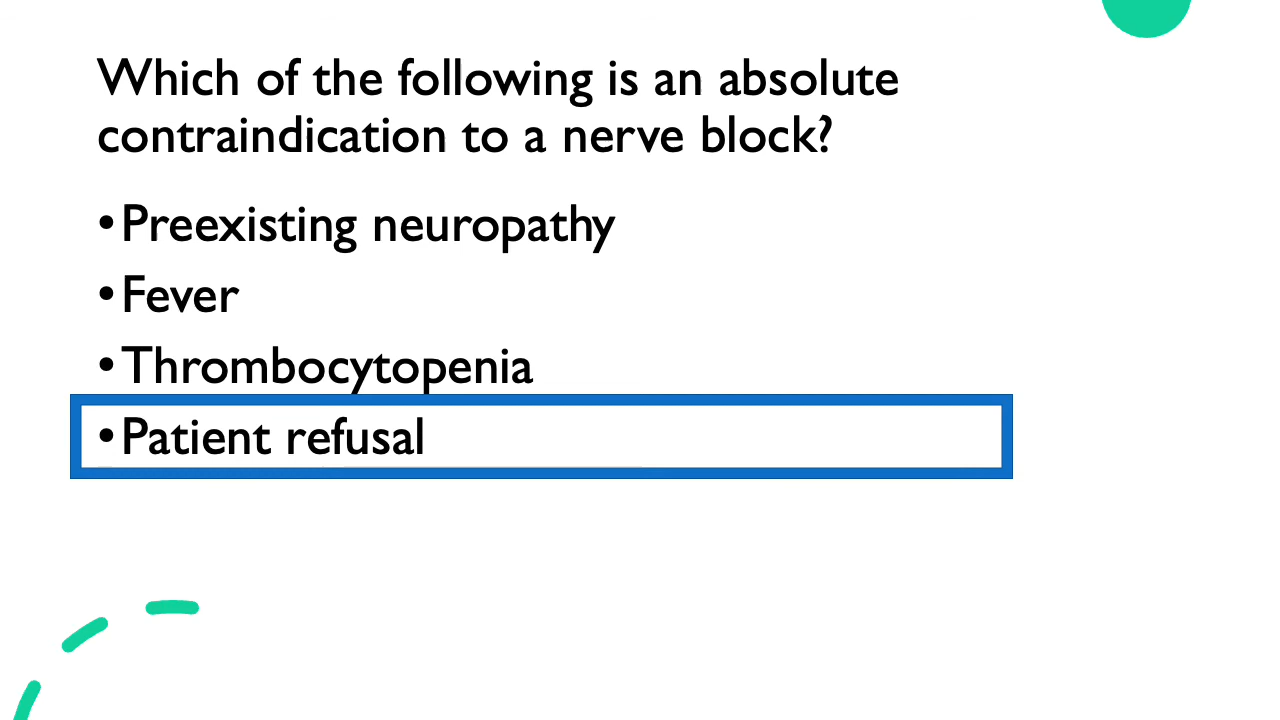 Which of the following is an absolute
contraindication to a nerve block?
•Preexisting neuropathy
•Fever
•Thrombocytopenia
•Patient refusal